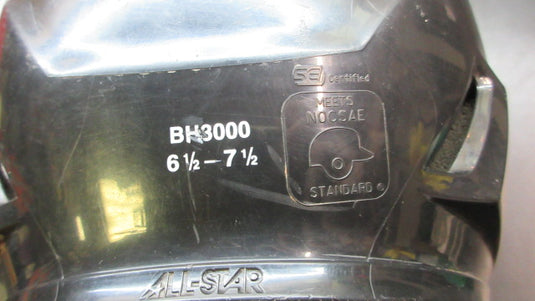 SEI Certified
MEETS
NOCSAE
STANDARD
BH3000
6 ½ – 7 ½
ALL-STAR